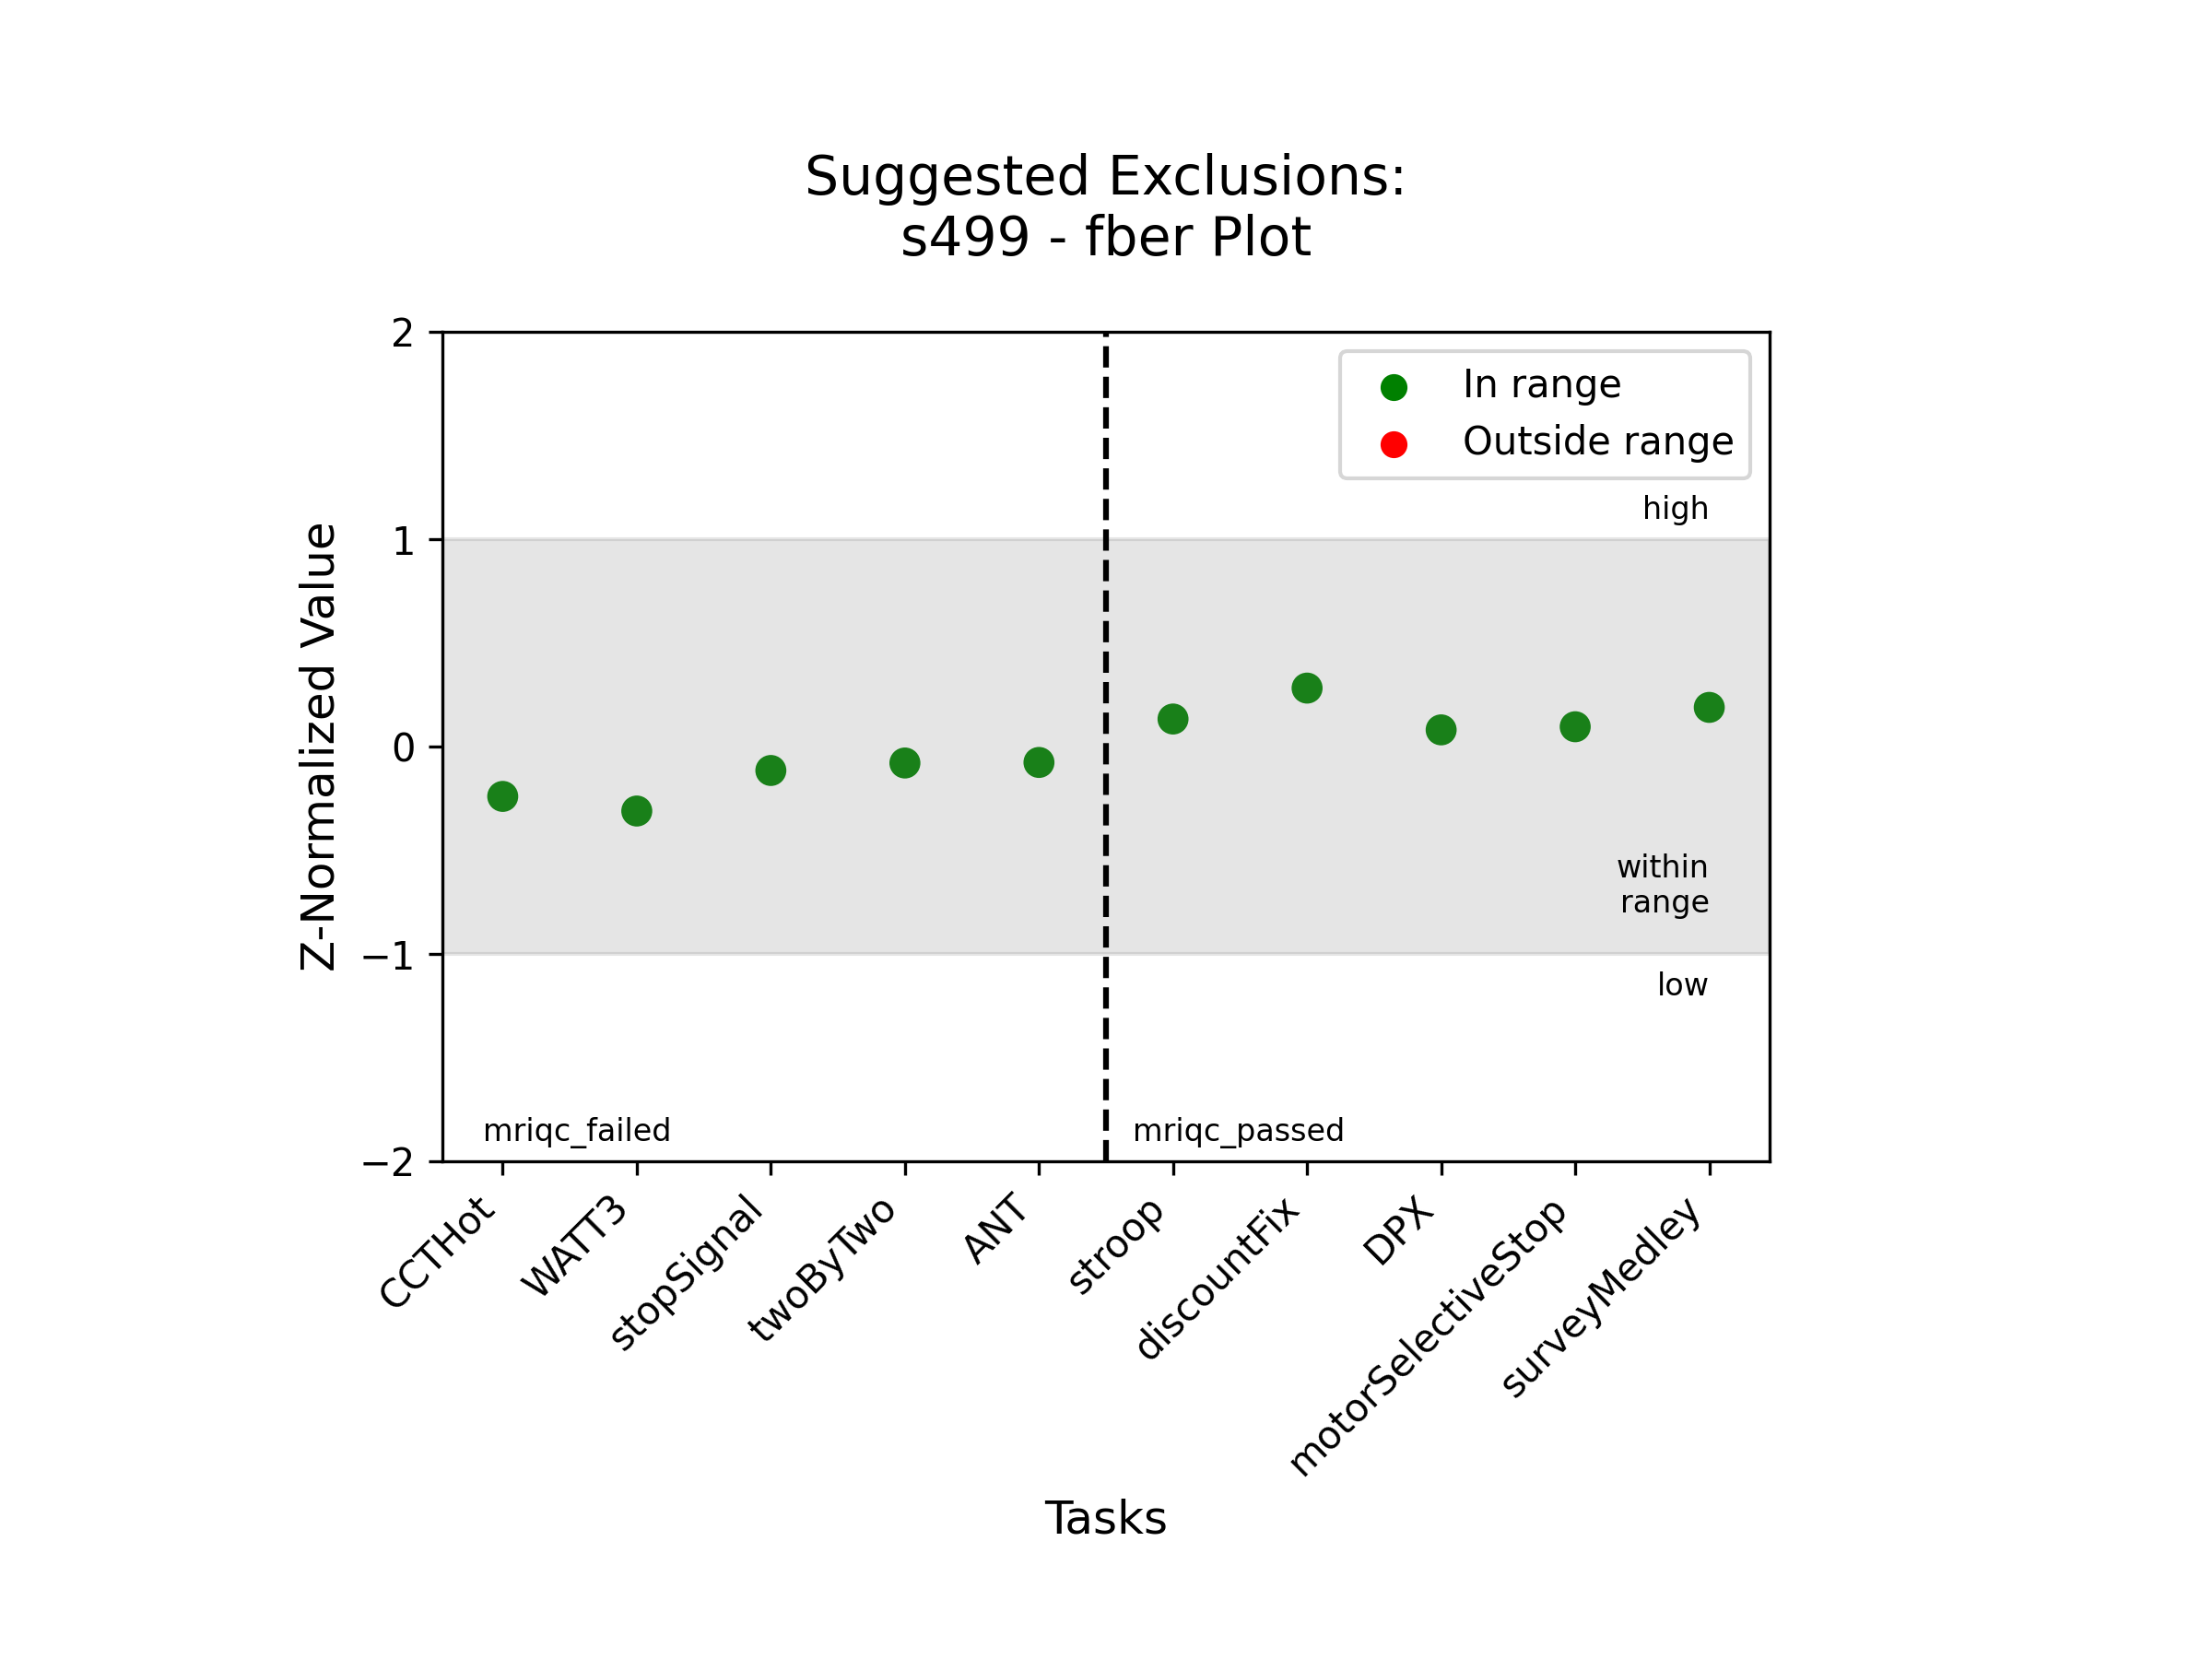 Suggested Exclusions:
s499 - fber Plot
Z-Normalized Value
2
1
0
−1
−2
In range
Outside range
high
within
range
low
mriqc_failed
mriqc_passed
CCTHot
WATT3
stopSignal
twoByTwo
ANT
stroop
discountFix
DPX
motorSelectiveStop
surveyMedley
Tasks